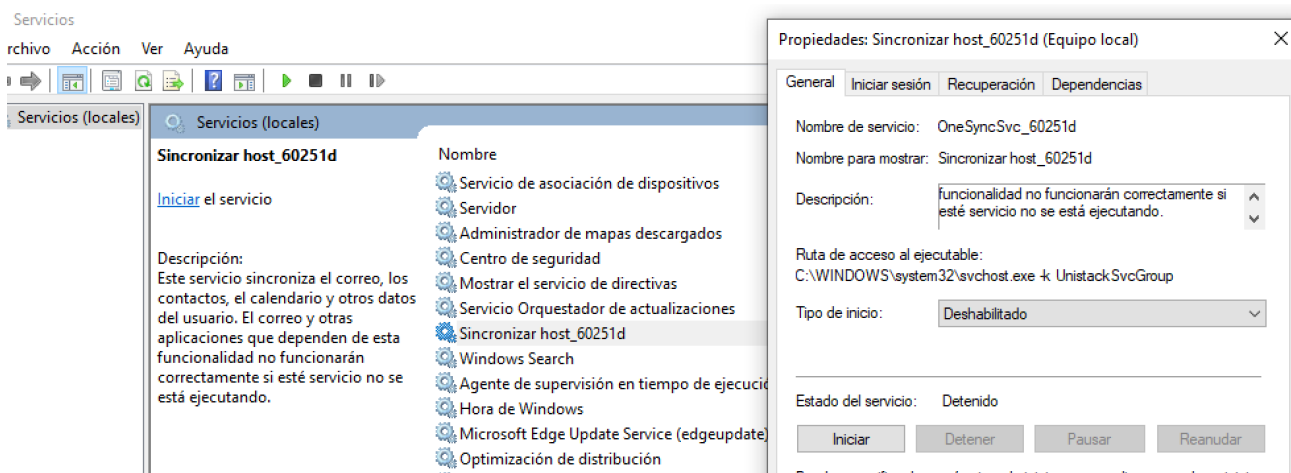 Servicios
rchivo Acción Ver Ayuda
Servicios (locales)
Servicios (locales)
Sincronizar host_60251d
Iniciar el servicio
Descripción:
Este servicio sincroniza el correo, los
contactos, el calendario y otros datos
del usuario. El correo y otras
aplicaciones que dependen de esta
funcionalidad no funcionarán
correctamente si esté servicio no se
está ejecutando.
Nombre
Servicio de asociación de dispositivos
Servidor
Administrador de mapas descargados
Centro de seguridad
Mostrar el servicio de directivas
Servicio Orquestador de actualizaciones
Sincronizar host_60251d
Windows Search
Agente de supervisión en tiempo de ejecució
Hora de Windows
Microsoft Edge Update Service (edgeupdate)
Optimización de distribución
Propiedades: Sincronizar host_60251d (Equipo local)
General Iniciar sesión Recuperación Dependencias
Nombre de servicio: OneSyncSvc_60251d
Nombre para mostrar: Sincronizar host_60251d
Descripción: funcionalidad no funcionarán correctamente si
esté servicio no se está ejecutando.
Ruta de acceso al ejecutable:
C:\WINDOWS\system32\svchost.exe -k UnistackSvcGroup
Tipo de inicio: Deshabilitado
Estado del servicio: Detenido
Iniciar Detener Pausar Reanudar